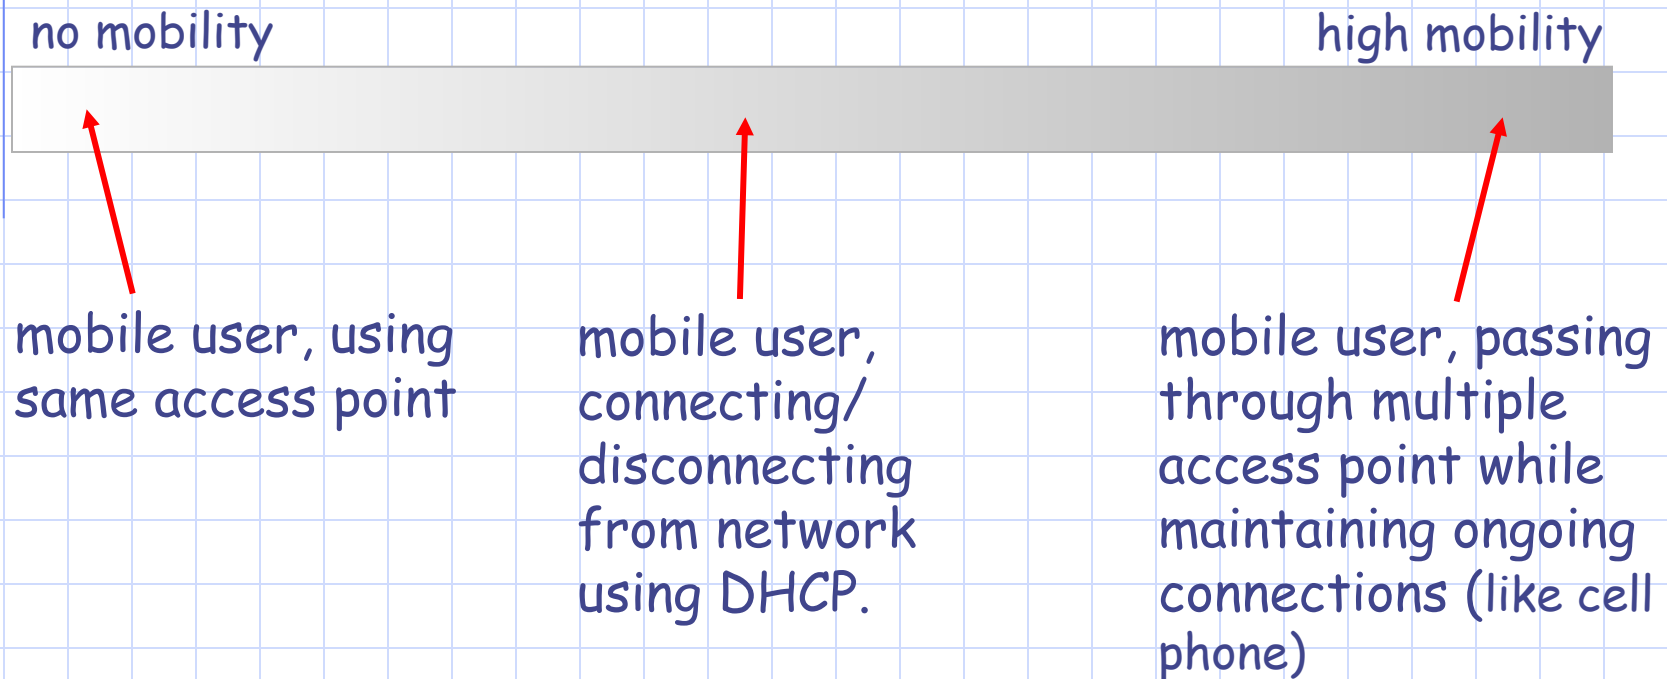 no mobility
high mobility
mobile user, using
same access point
mobile user,
connecting/
disconnecting
from network
using DHCP.
mobile user, passing
through multiple
access point while
maintaining ongoing
connections (like cell
phone)